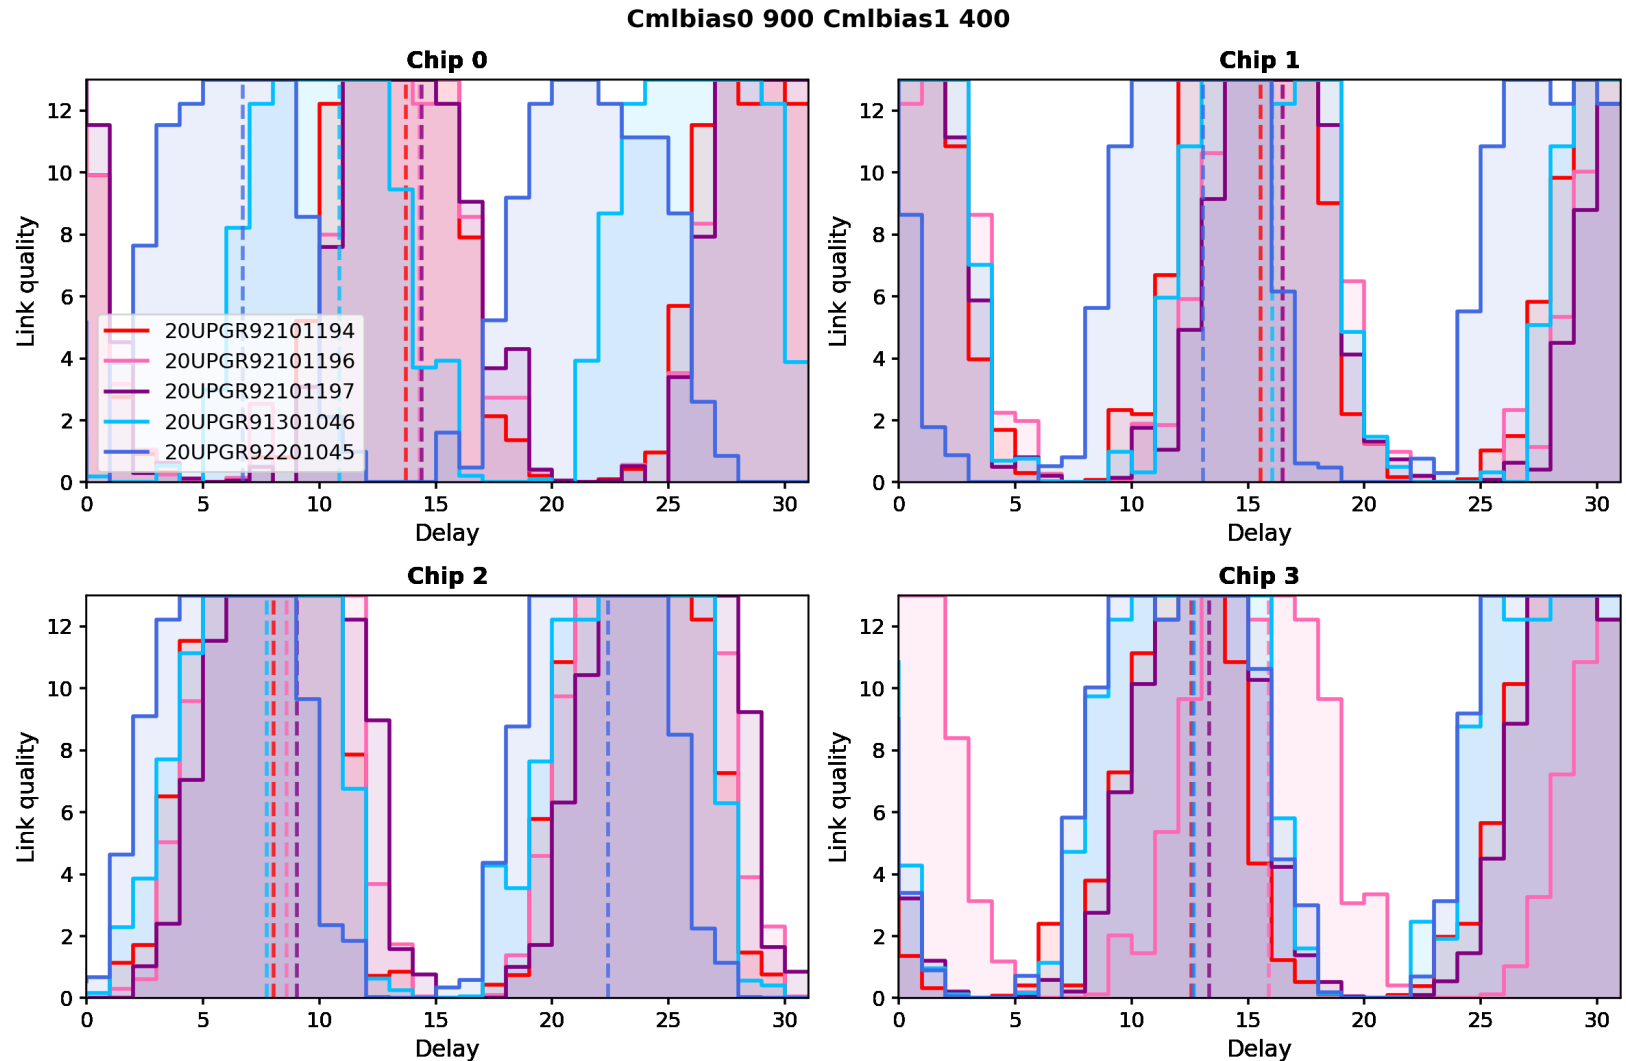 Cmlbias0 900 Cmlbias1 400
Chip 0
Link quality
0 2 4 6 8 10 12
20UPGR92101194
20UPGR92101196
20UPGR92101197
20UPGR91301046
20UPGR92201045
0 5 10 15 20 25 30
Delay
Chip 1
Link quality
0 2 4 6 8 10 12
0 5 10 15 20 25 30
Delay
Chip 2
Link quality
0 2 4 6 8 10 12
0 5 10 15 20 25 30
Delay
Chip 3
Link quality
0 2 4 6 8 10 12
0 5 10 15 20 25 30
Delay